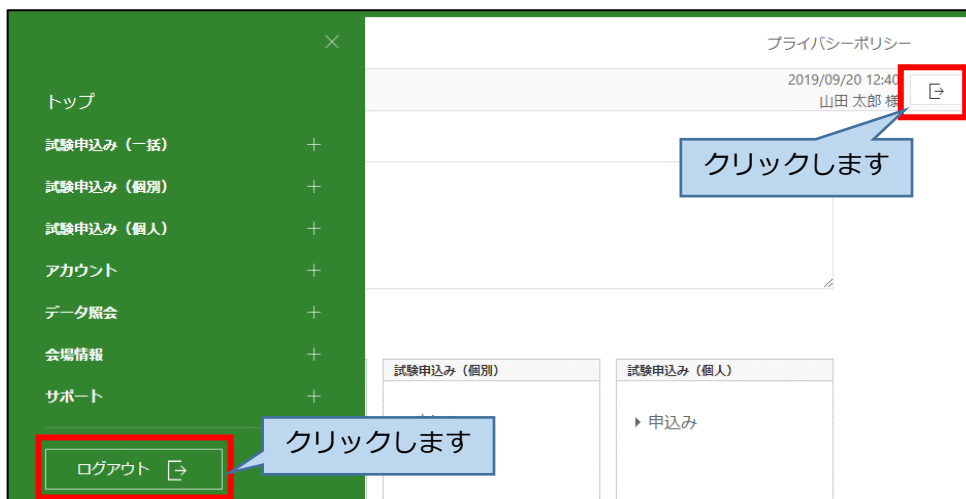 プライバシーポリシー
2019/09/20 12:40
山田 太郎 様
クリックします
トップ
試験申込み（一括）
試験申込み（個別）
試験申込み（個人）
アカウント
データ照会
会場情報
サポート
ログアウト
クリックします
試験申込み（個別）
試験申込み（個人）
申込み